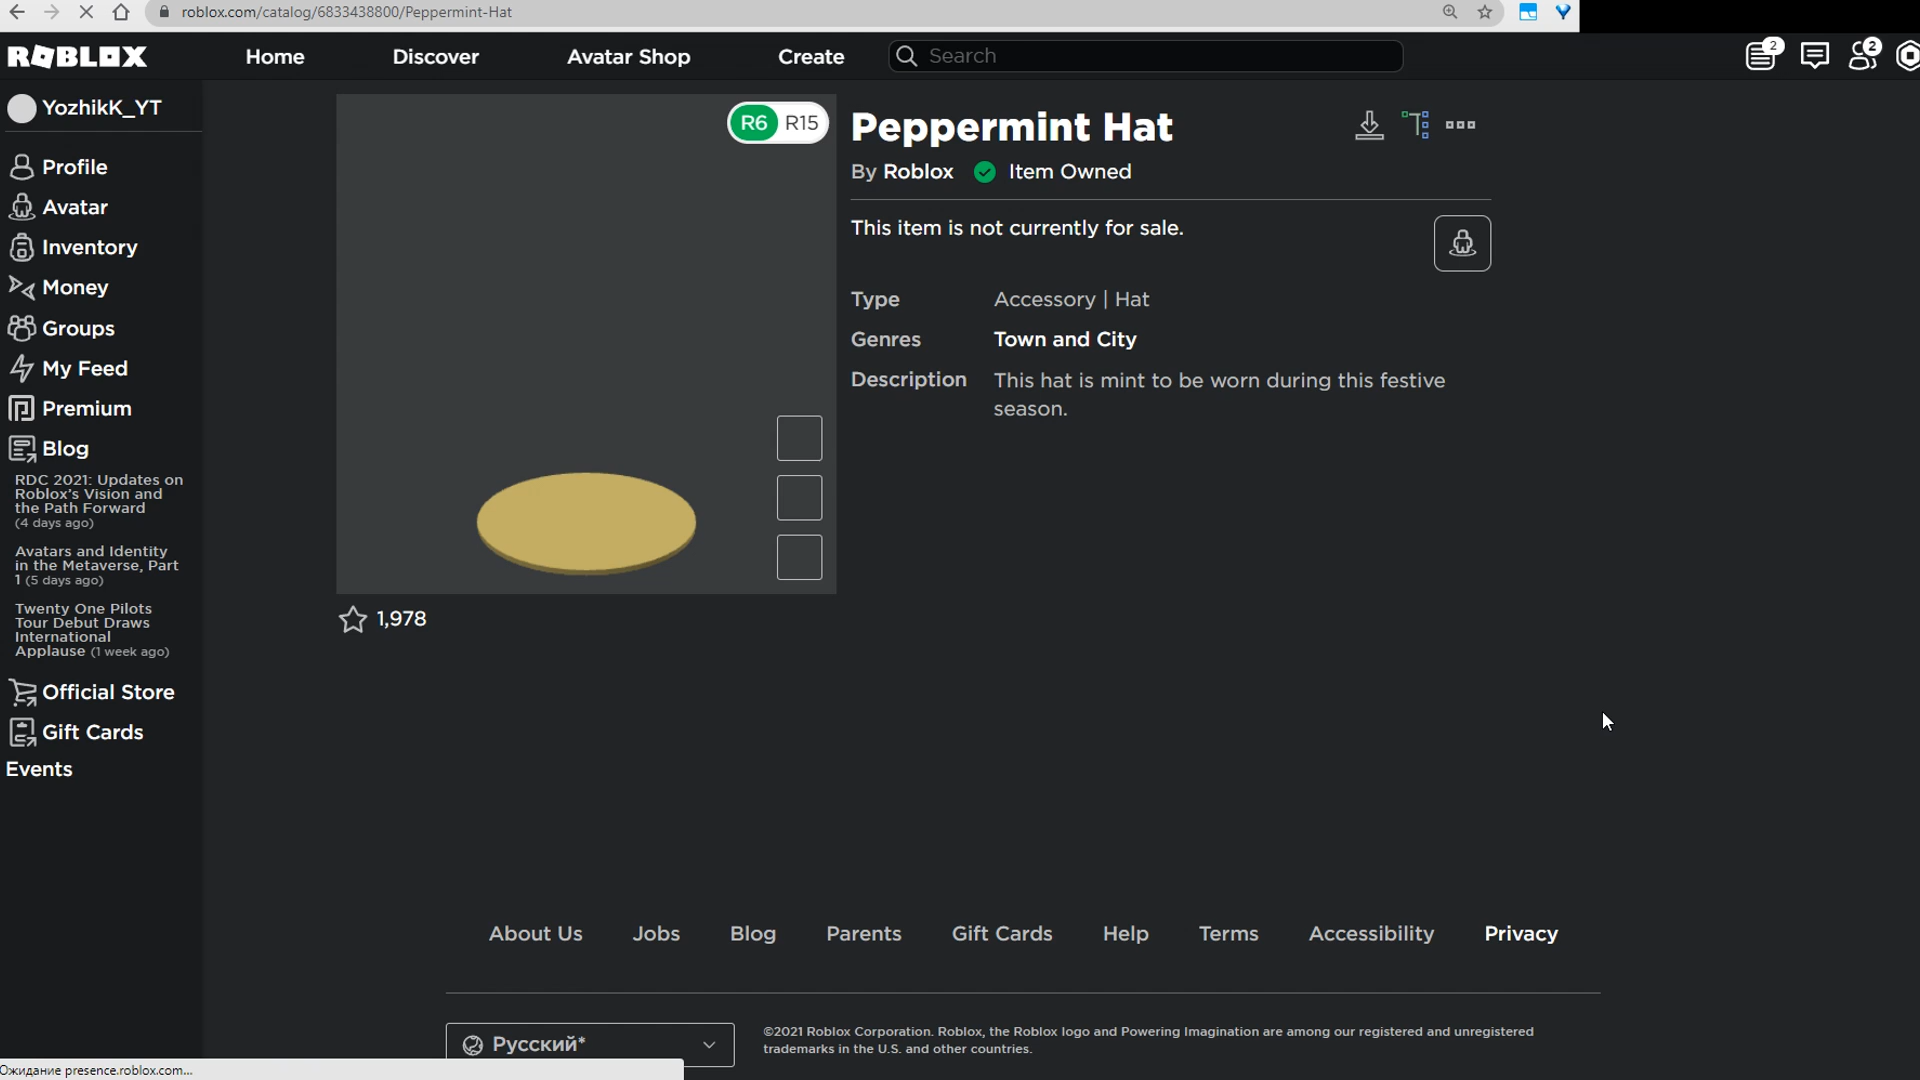 roblox.com/catalog/6833438800/Peppermint-Hat
ROBLOX
Home
Discover
Avatar Shop
Create
Search
2
2
YozhikK_YT
Profile
Avatar
Inventory
Money
Groups
My Feed
Premium
Blog
RDC 2021: Updates on
Roblox's Vision and
the Path Forward
(4 days ago)
Avatars and Identity
in the Metaverse, Part
1 (5 days ago)
Twenty One Pilots
Tour Debut Draws
International
Applause (1 week ago)
Official Store
Gift Cards
Events
R6 R15
1,978
Peppermint Hat
By Roblox Item Owned
This item is not currently for sale.
Type Accessory | Hat
Genres Town and City
Description This hat is mint to be worn during this festive
season.
About Us
Jobs
Blog
Parents
Gift Cards
Help
Terms
Accessibility
Privacy
Русский*
©2021 Roblox Corporation. Roblox, the Roblox logo and Powering Imagination are among our registered and unregistered
trademarks in the U.S. and other countries.
Ожидание presence.roblox.com...